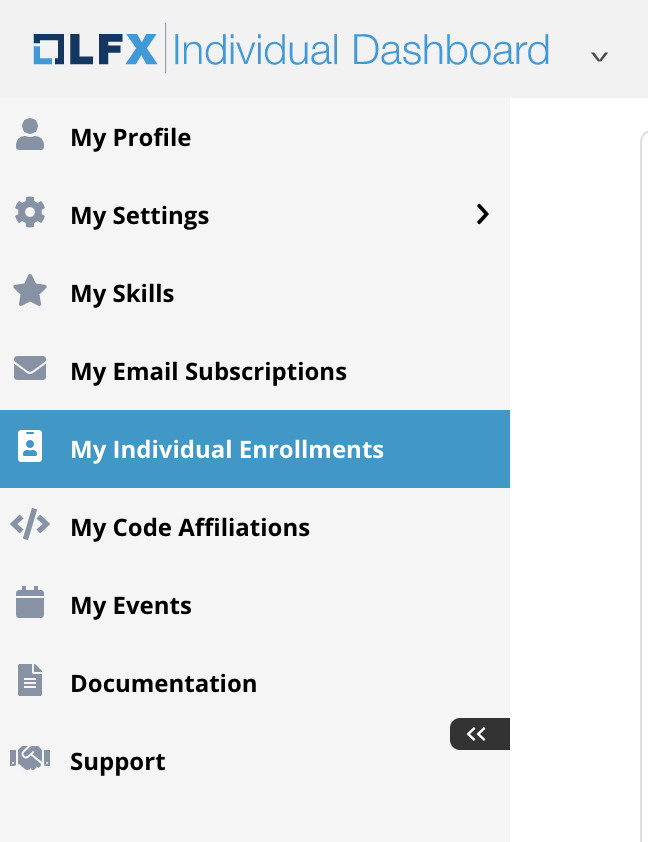 LFX Individual Dashboard
My Profile
My Settings
My Skills
My Email Subscriptions
My Individual Enrollments
My Code Affiliations
My Events
Documentation
Support